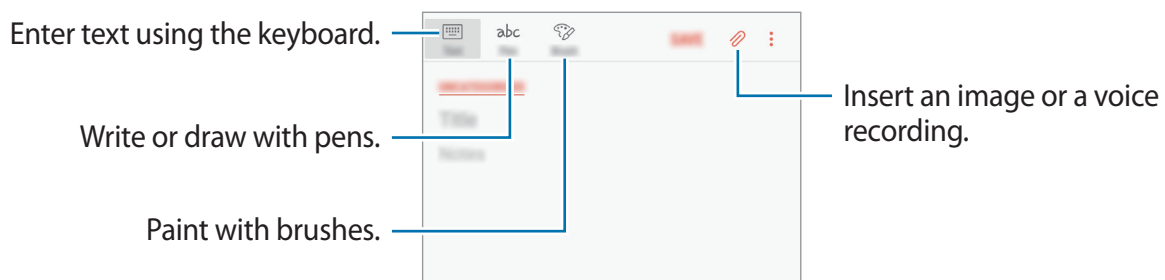 Enter text using the keyboard.
abc
Write or draw with pens.
Title
Notes
Paint with brushes.
SAVE
Insert an image or a voice
recording.